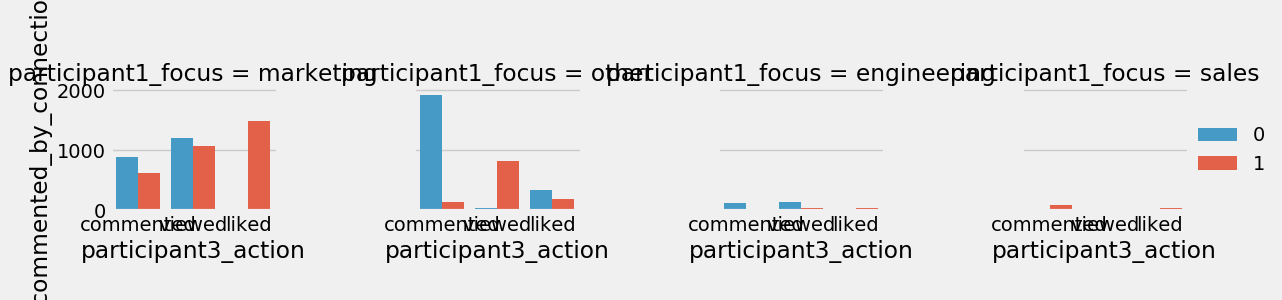 participant1_focus = marketing
participant1_focus = other
participant1_focus = engineeping
participant1_focus = sales
commented_by_connectio
2000
1000
0
commented viewed liked
commented viewed liked
commented viewed liked
commented viewed liked
participant3_action
participant3_action
participant3_action
participant3_action
0
1